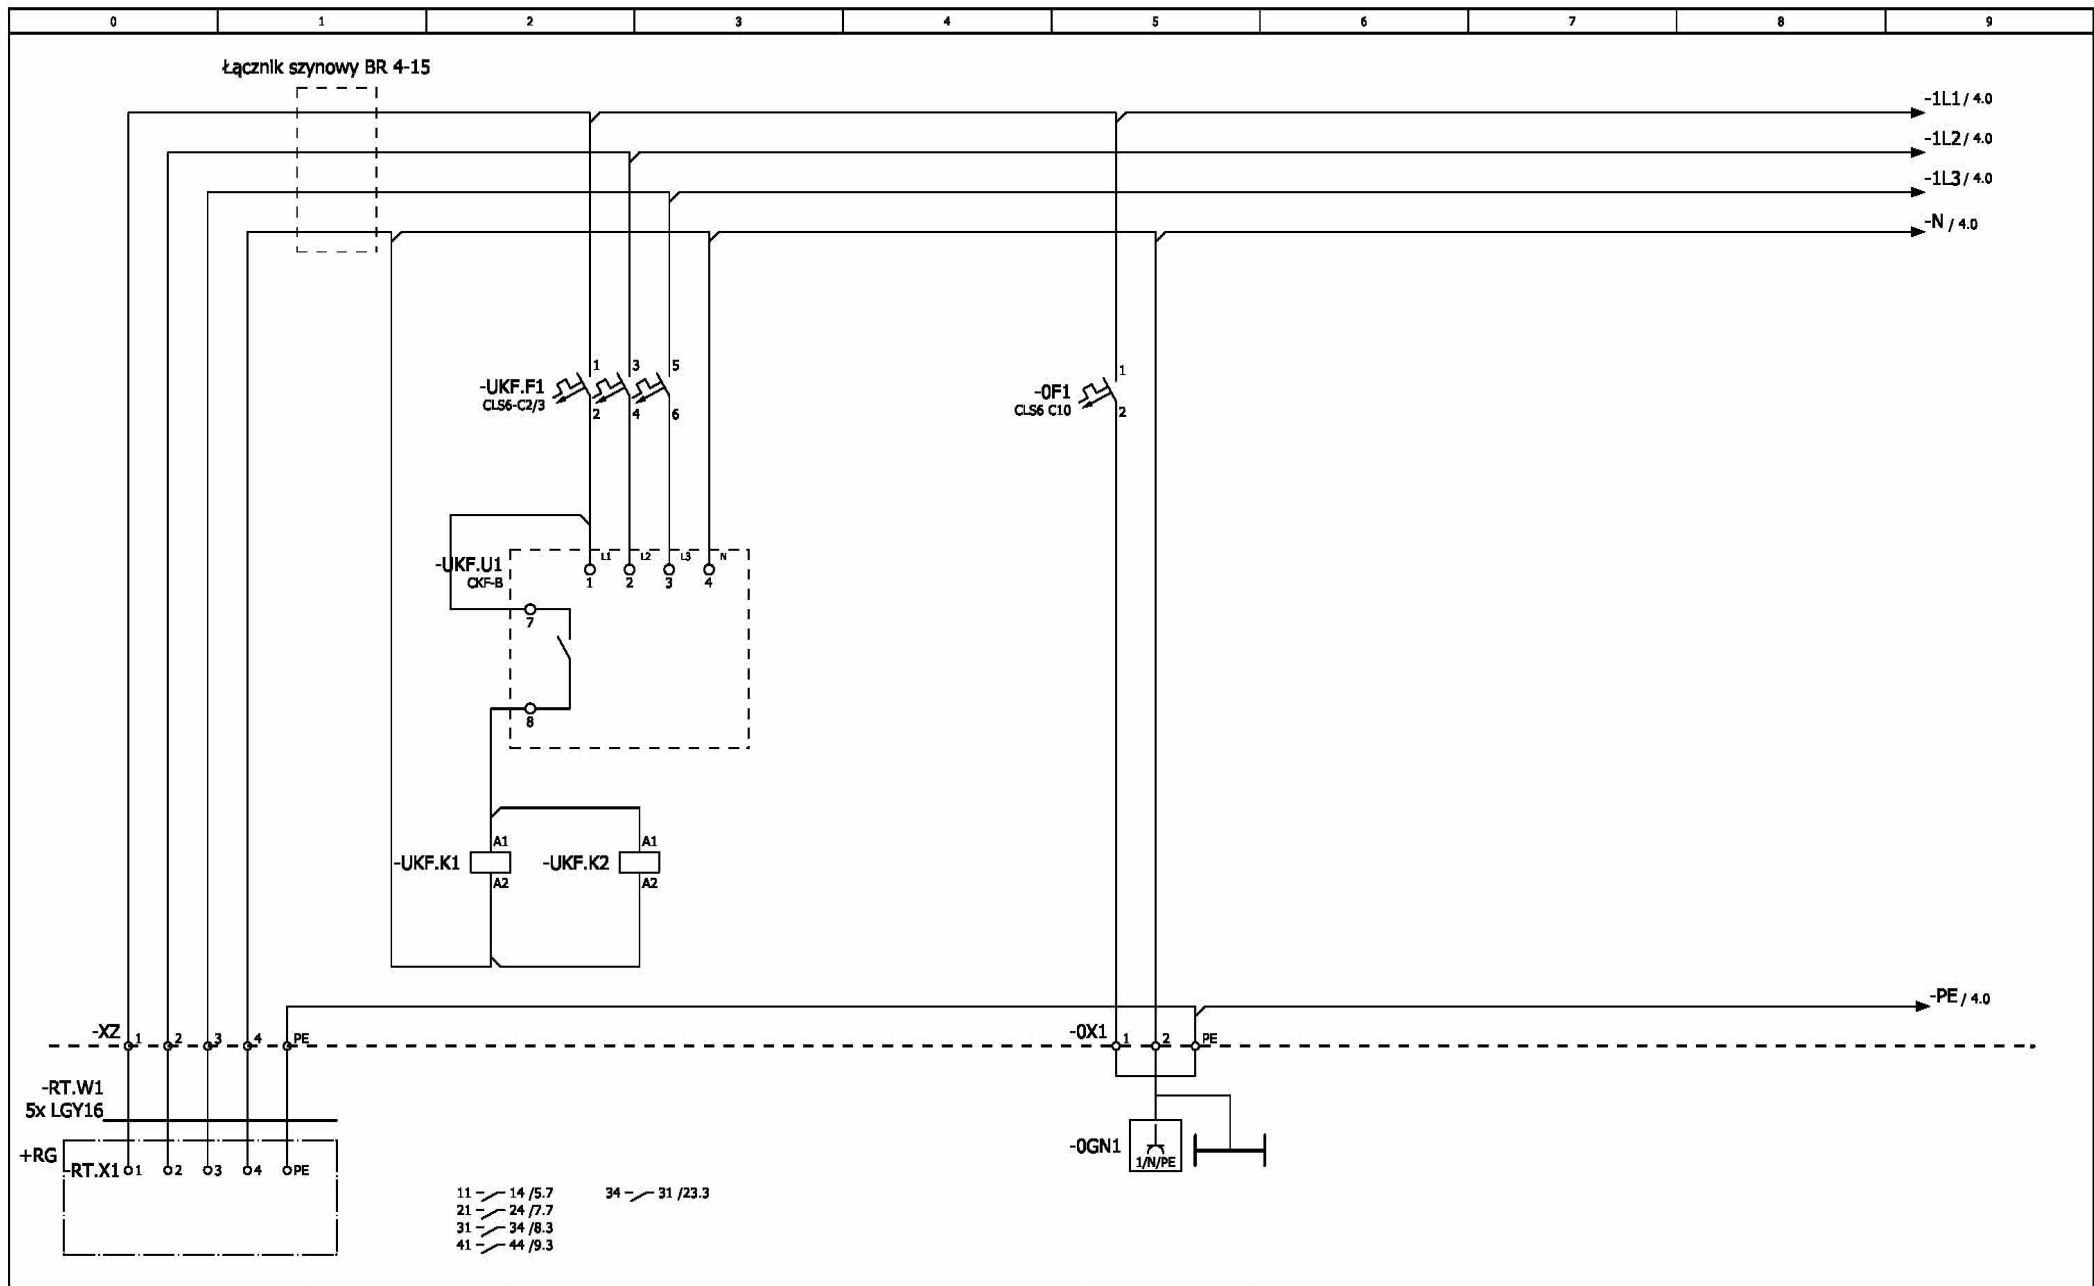 0 1 2 3 4 5 6 7 8 9
Łącznik szynowy BR 4-15
-1L1 / 4.0
-1L2 / 4.0
-1L3 / 4.0
-N / 4.0
1 3 5
-UKF.F1
CLS6-C2/3
2 4 6
1
-0F1
CLS6 C10
2
L1 L2 L3 N
-UKF.U1
CKF-B
1 2 3 4
7
8
A1 A1
-UKF.K1 -UKF.K2
A2 A2
-PE / 4.0
-XZ 1 2 3 4 PE
-0X1 1 2 PE
-RT.W1
5x LGY16
+RG
-RT.X1 1 2 3 4 PE
-0GN1
1/N/PE
11 14 /5.7 34 31 /23.3
21 24 /7.7
31 34 /8.3
41 44 /9.3